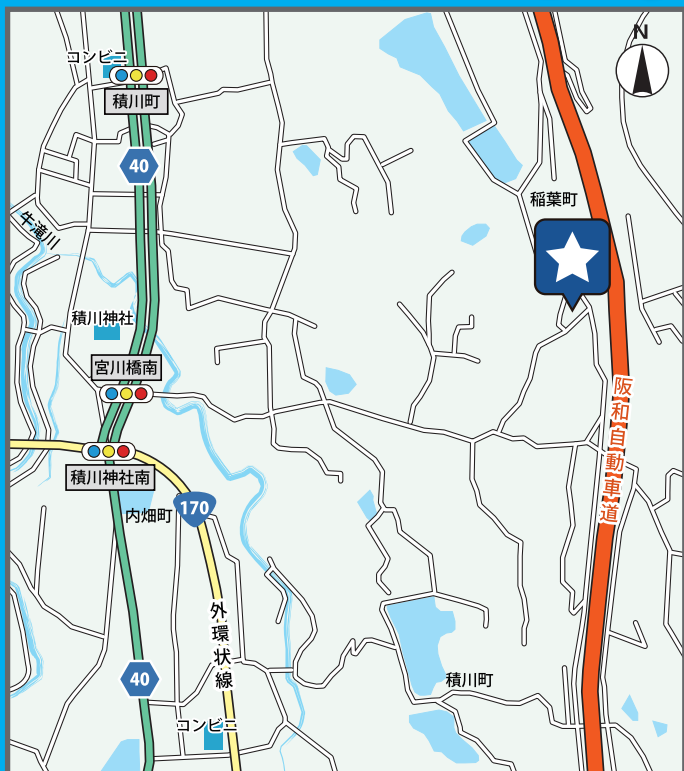 N
コンビニ
積川町
40
稲葉町
牛滝川
積川神社
宮川橋南
阪和自動車道
積川神社南
170
内畑町
外環状線
40
積川町
コンビニ